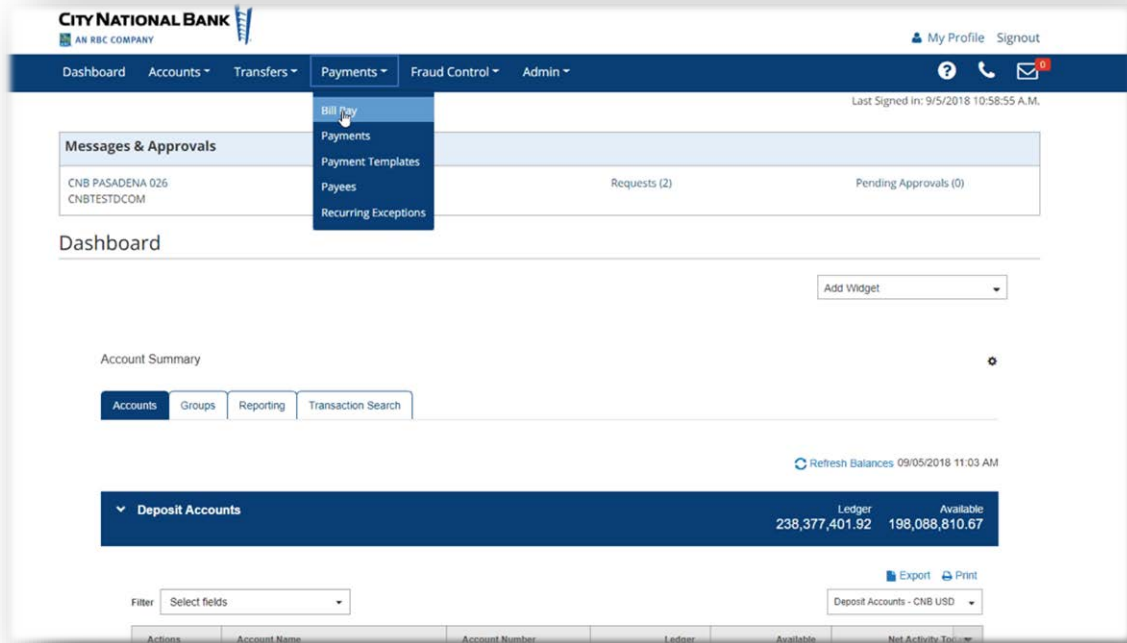 CITY NATIONAL BANK
AN RBC COMPANY
My Profile Signout
Dashboard Accounts Transfers Payments Fraud Control Admin
0
Last Signed in: 9/5/2018 10:58:55 A.M.
Bill Pay
Payments
Payment Templates
Payees
Recurring Exceptions
Messages & Approvals
CNB PASADENA 026
CNBTESTDCOM
Requests (2)
Pending Approvals (0)
Dashboard
Add Widget
Account Summary
Accounts Groups Reporting Transaction Search
Refresh Balances 09/05/2018 11:03 AM
Deposit Accounts
Ledger Available
238,377,401.92 198,088,810.67
Export Print
Filter Select fields
Deposit Accounts - CNB USD
Actions Account Name Account Number Ledger Available Net Activity